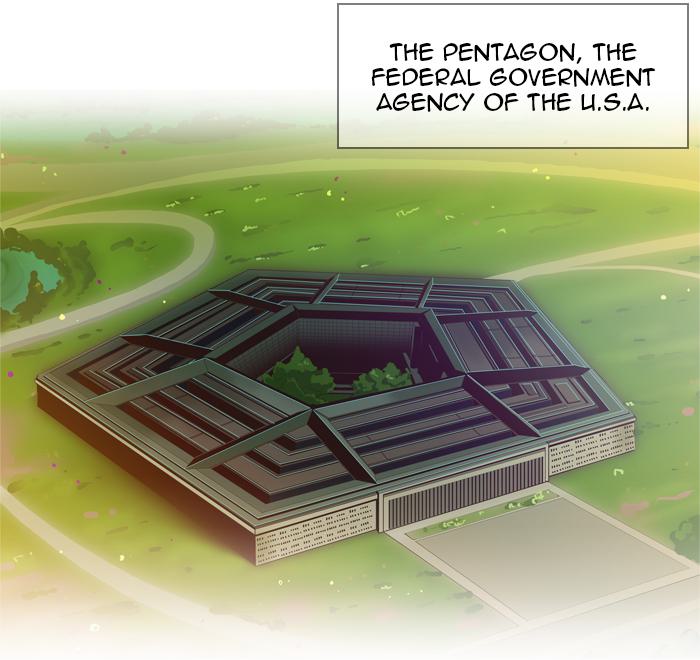 THE PENTAGON, THE
FEDERAL GOVERNMENT
AGENCY OF THE U.S.A.